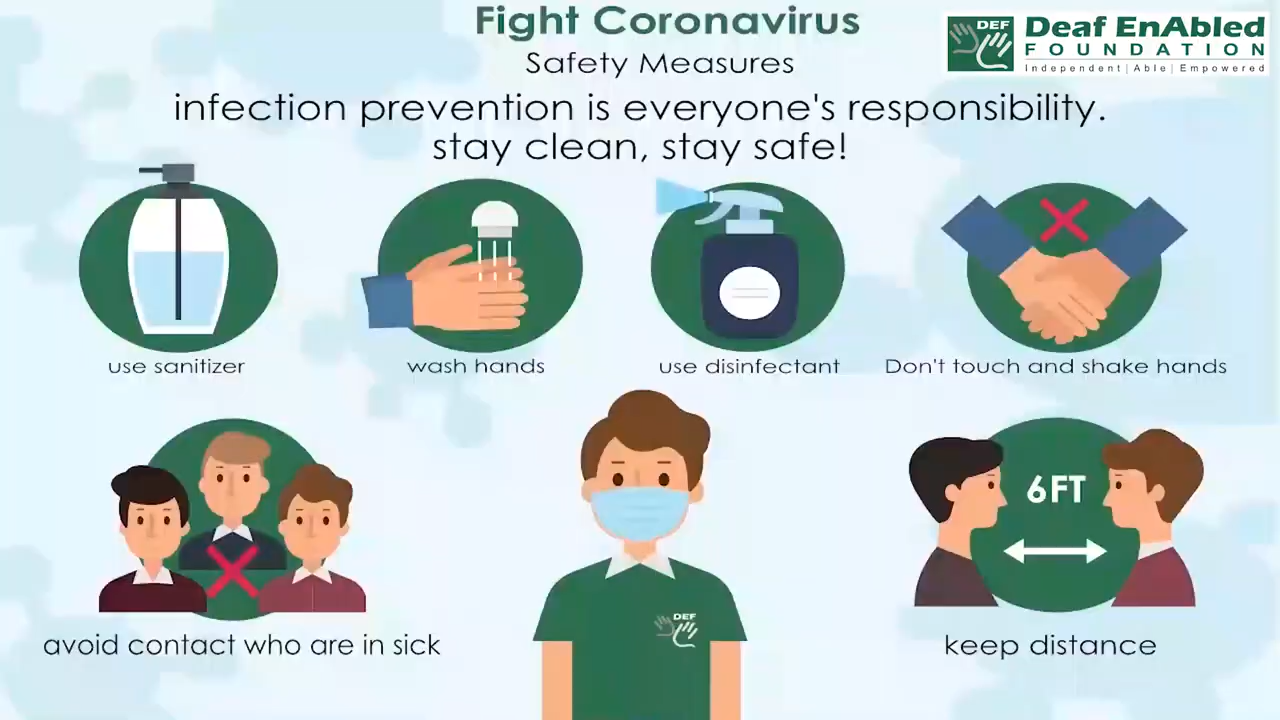 Fight Coronavirus
Safety Measures
DEF
Deaf EnAbled
FOUNDATION
Independent | Able | Empowered
infection prevention is everyone's responsibility.
stay clean, stay safe!
use sanitizer
wash hands
use disinfectant
Don't touch and shake hands
6FT
DEF
avoid contact who are in sick
keep distance